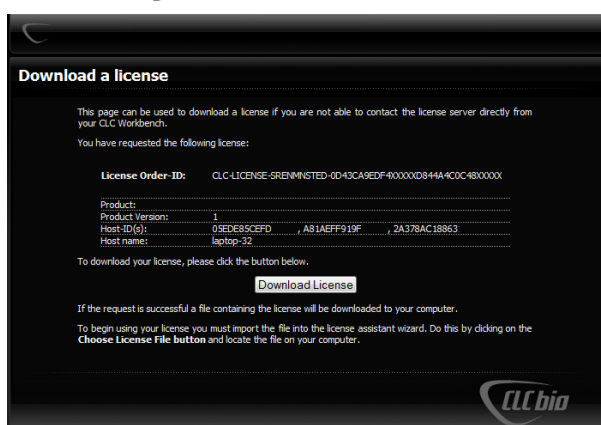 Download a license
This page can be used to download a license if you are not able to contact the license server directly from
your CLC Workbench.
You have requested the following license:
License Order-ID: CLC-LICENSE-SRENMNSTED-0D43CA9EDF4XXXXXD844A4C0C48XXXXX
Product:
Product Version: 1
Host-ID(s): 05EDE85CEFD , A81AEFF919F , 2A378AC18863
Host name: laptop-32
To download your license, please click the button below.
Download License
If the request is successful a file containing the license will be downloaded to your computer.
To begin using your license you must import the file into the license assistant wizard. Do this by clicking on the
Choose License File button and locate the file on your computer.
CLC bio